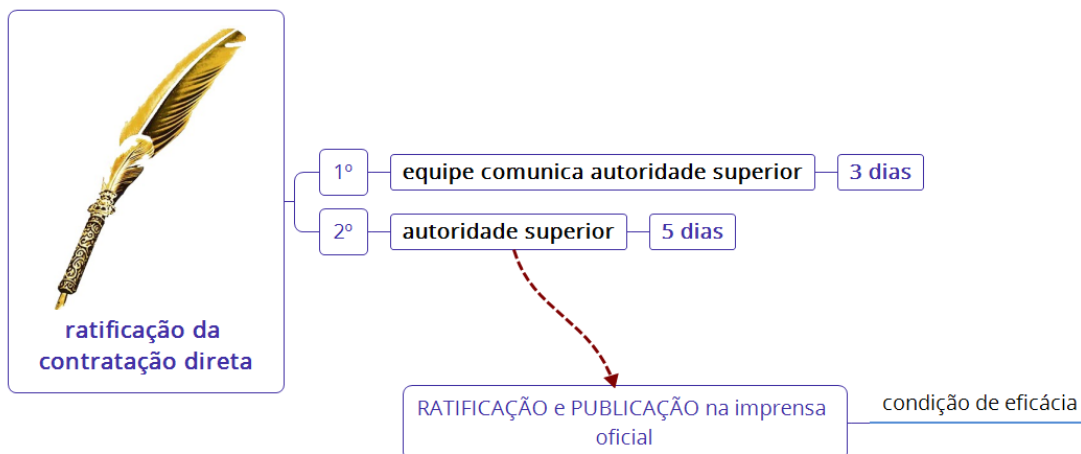 ratificação da
contratação direta
1º
equipe comunica autoridade superior
3 dias
2º
autoridade superior
5 dias
RATIFICAÇÃO e PUBLICAÇÃO na imprensa
oficial
condição de eficácia